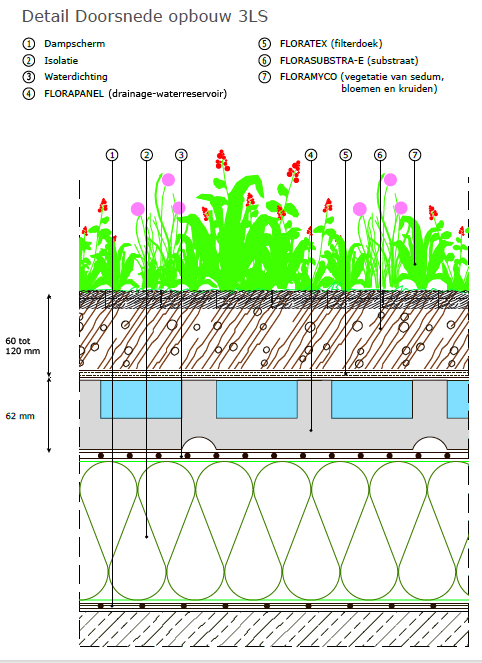 Detail Doorsnede opbouw 3LS
1 Dampscherm
2 Isolatie
3 Waterdichting
4 FLORAPANEL (drainage-waterreservoir)
5 FLORATEX (filterdoek)
6 FLORASUBSTRA-E (substraat)
7 FLORAMYCO (vegetatie van sedum,
bloemen en kruiden)
1 2 3 4 5 6 7
60 tot
120 mm
62 mm